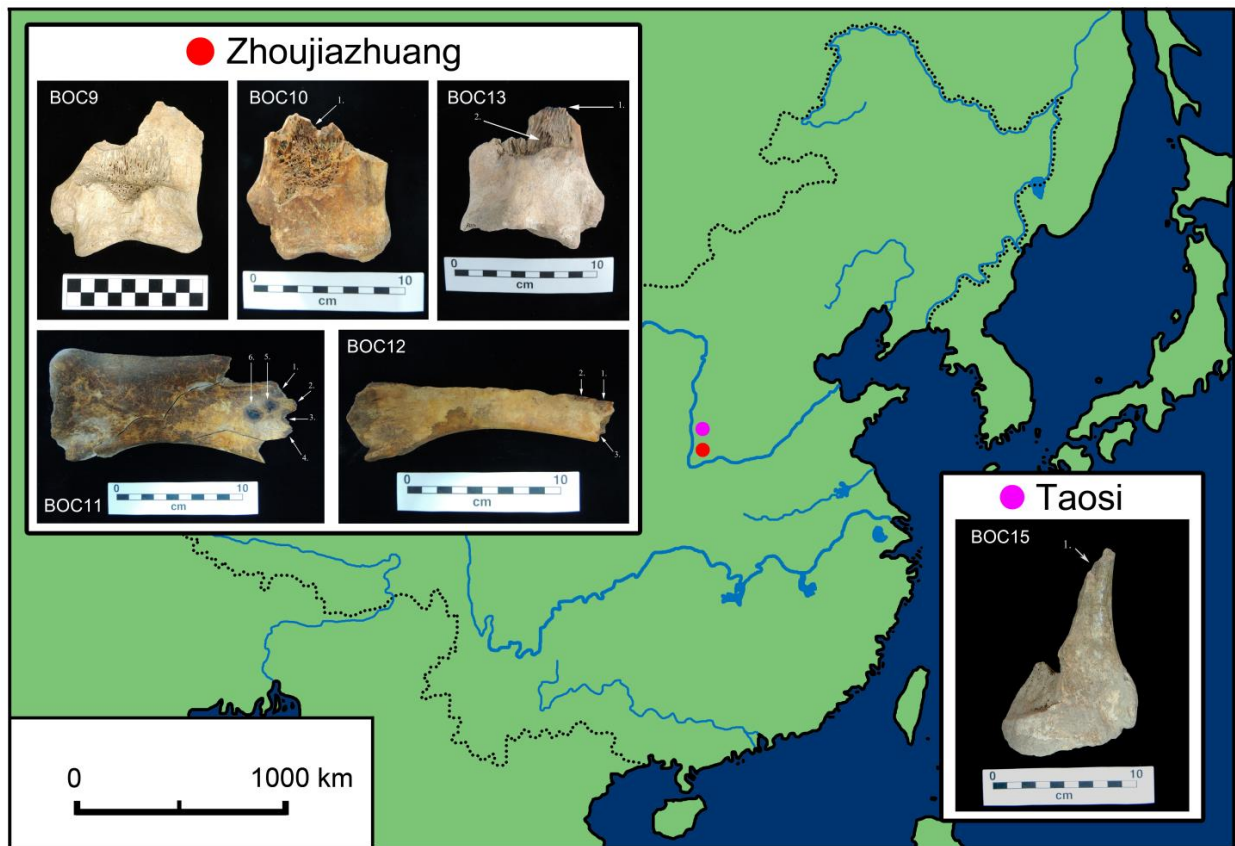 Zhoujiazhuang
BOC9
BOC10
1.
0 10
cm
BOC13
1.
2.
0 10
cm
BOC11
6. 5. 1.
2.
3.
4.
0 10
cm
BOC12
2. 1.
3.
0 10
cm
Taosi
BOC15
1.
0 10
cm
0 1000 km